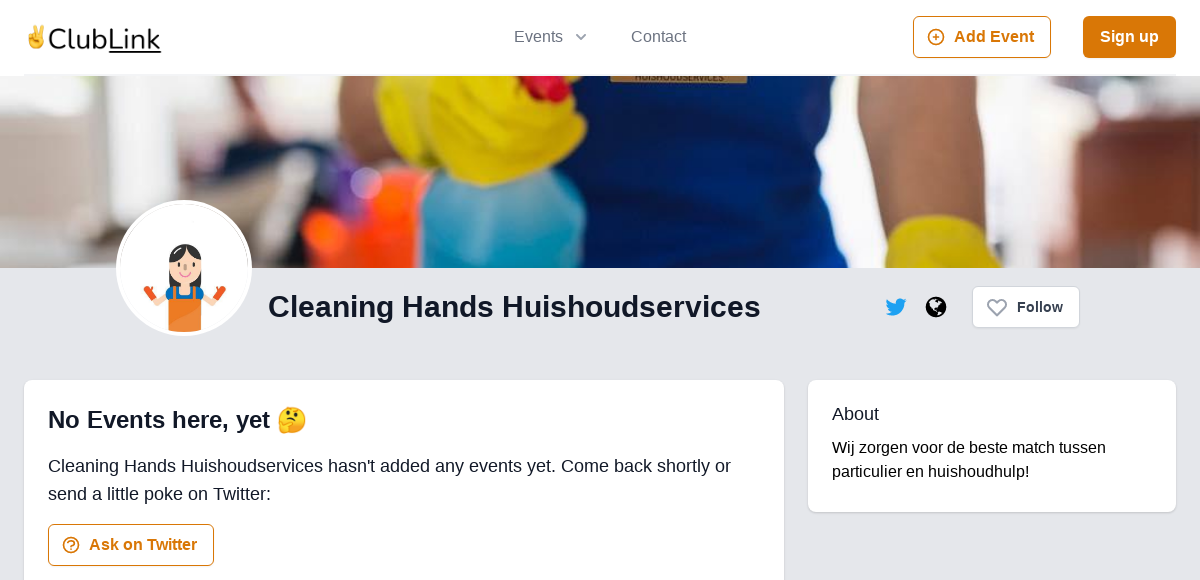 ClubLink
Events
Contact
Add Event
Sign up
HUISHOUDSERVICES
Cleaning Hands Huishoudservices
Follow
No Events here, yet 🤔
Cleaning Hands Huishoudservices hasn't added any events yet. Come back shortly or
send a little poke on Twitter:
Ask on Twitter
About
Wij zorgen voor de beste match tussen
particulier en huishoudhulp!